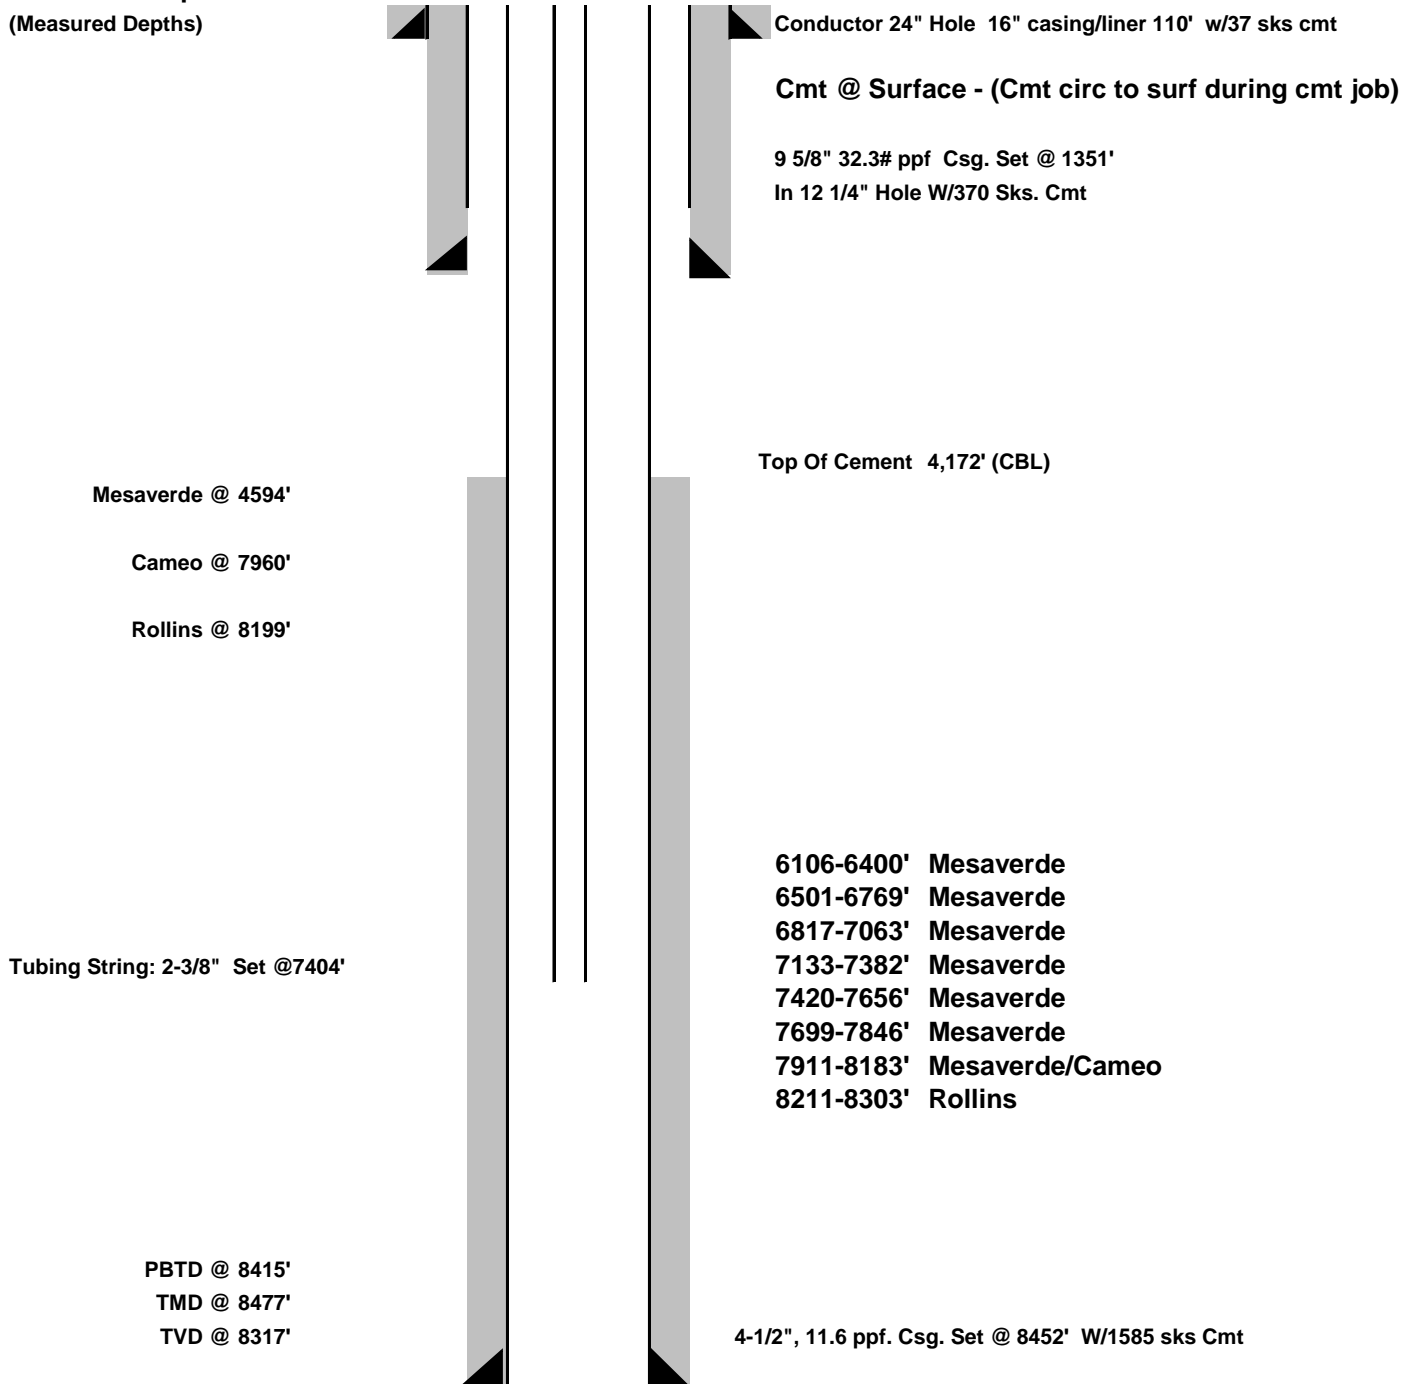 (Measured Depths)
Conductor 24" Hole 16" casing/liner 110' w/37 sks cmt
Cmt @ Surface - (Cmt circ to surf during cmt job)
9 5/8" 32.3# ppf Csg. Set @ 1351'
In 12 1/4" Hole W/370 Sks. Cmt
Top Of Cement 4,172' (CBL)
Mesaverde @ 4594'
Cameo @ 7960'
Rollins @ 8199'
6106-6400' Mesaverde
6501-6769' Mesaverde
6817-7063' Mesaverde
7133-7382' Mesaverde
Tubing String: 2-3/8" Set @7404'
7420-7656' Mesaverde
7699-7846' Mesaverde
7911-8183' Mesaverde/Cameo
8211-8303' Rollins
PBTD @ 8415'
TMD @ 8477'
TVD @ 8317'
4-1/2", 11.6 ppf. Csg. Set @ 8452' W/1585 sks Cmt